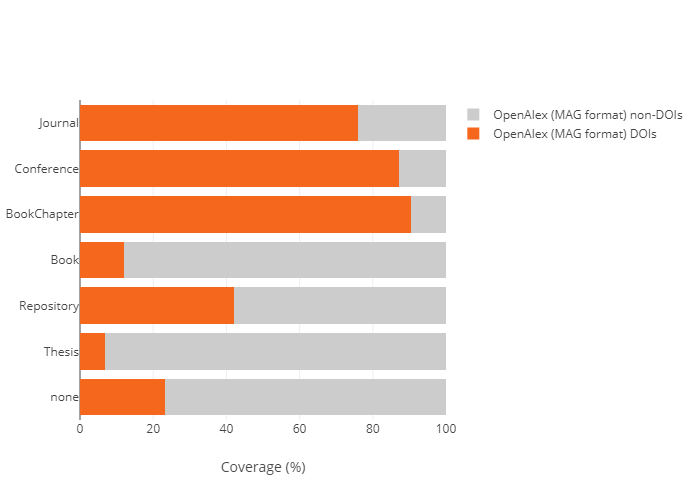 Journal
Conference
BookChapter
Book
Repository
Thesis
none
0 20 40 60 80 100
Coverage (%)
OpenAlex (MAG format) non-DOIs
OpenAlex (MAG format) DOIs